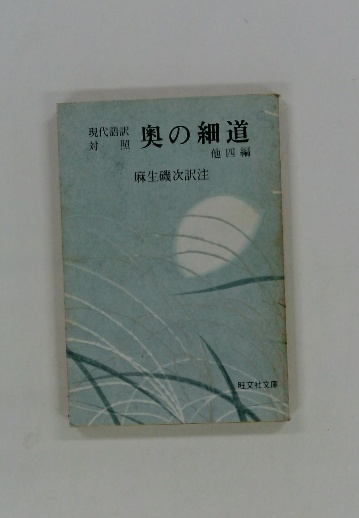 現代語訳
対照
奥の細道
他四編
麻生磯次訳注
旺文社文庫